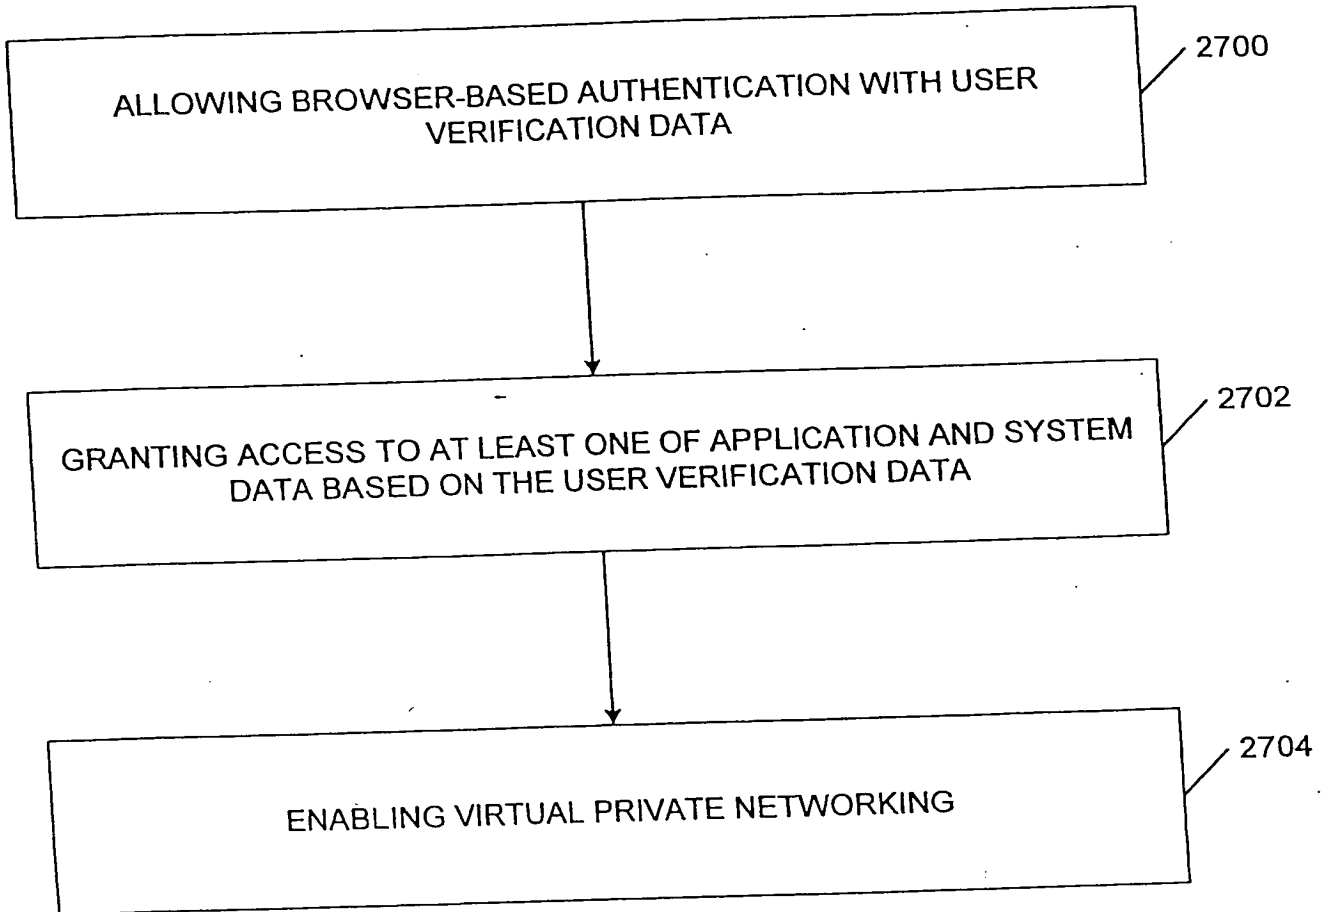 2700
ALLOWING BROWSER-BASED AUTHENTICATION WITH USER
VERIFICATION DATA
2702
GRANTING ACCESS TO AT LEAST ONE OF APPLICATION AND SYSTEM
DATA BASED ON THE USER VERIFICATION DATA
2704
ENABLING VIRTUAL PRIVATE NETWORKING